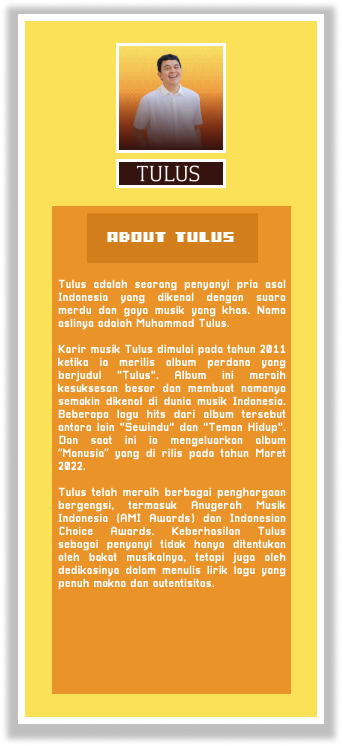 TULUS
ABOUT TULUS
Tulus adalah seorang penyanyi pria asal
Indonesia yang dikenal dengan suara
merdu dan gaya musik yang khas. Nama
aslinya adalah Muhammad Tulus.
Karir musik Tulus dimulai pada tahun 2011
ketika ia merilis album perdana yang
berjudul "Tulus". Album ini meraih
kesuksesan besar dan membuat namanya
semakin dikenal di dunia musik Indonesia.
Beberapa lagu hits dari album tersebut
antara lain "Sewindu" dan "Teman Hidup".
Dan saat ini ia mengeluarkan album
“Manusia” yang di rilis pada tahun Maret
2022.
Tulus telah meraih berbagai penghargaan
bergengsi, termasuk Anugerah Musik
Indonesia (AMI Awards) dan Indonesian
Choice Awards. Keberhasilan Tulus
sebagai penyanyi tidak hanya ditentukan
oleh bakat musikalnya, tetapi juga oleh
dedikasinya dalam menulis lirik lagu yang
penuh makna dan autentisitas.